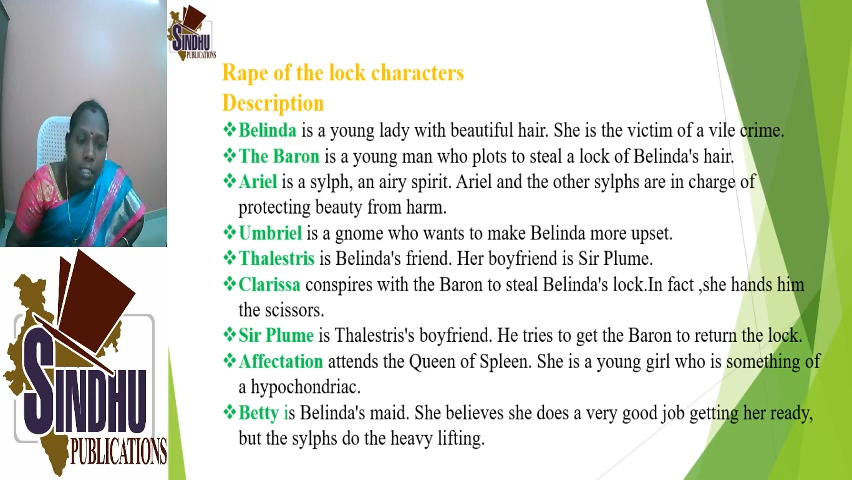 SINDHU
PUBLICATIONS
Rape of the lock characters
Description
❖Belinda is a young lady with beautiful hair. She is the victim of a vile crime.
❖The Baron is a young man who plots to steal a lock of Belinda's hair.
❖Ariel is a sylph, an airy spirit. Ariel and the other sylphs are in charge of
protecting beauty from harm.
❖Umbriel is a gnome who wants to make Belinda more upset.
❖Thalestris is Belinda's friend. Her boyfriend is Sir Plume.
❖Clarissa conspires with the Baron to steal Belinda's lock.In fact ,she hands him
the scissors.
❖Sir Plume is Thalestris's boyfriend. He tries to get the Baron to return the lock.
❖Affectation attends the Queen of Spleen. She is a young girl who is something of
a hypochondriac.
❖Betty is Belinda's maid. She believes she does a very good job getting her ready,
but the sylphs do the heavy lifting.
SINDHU
PUBLICATIONS